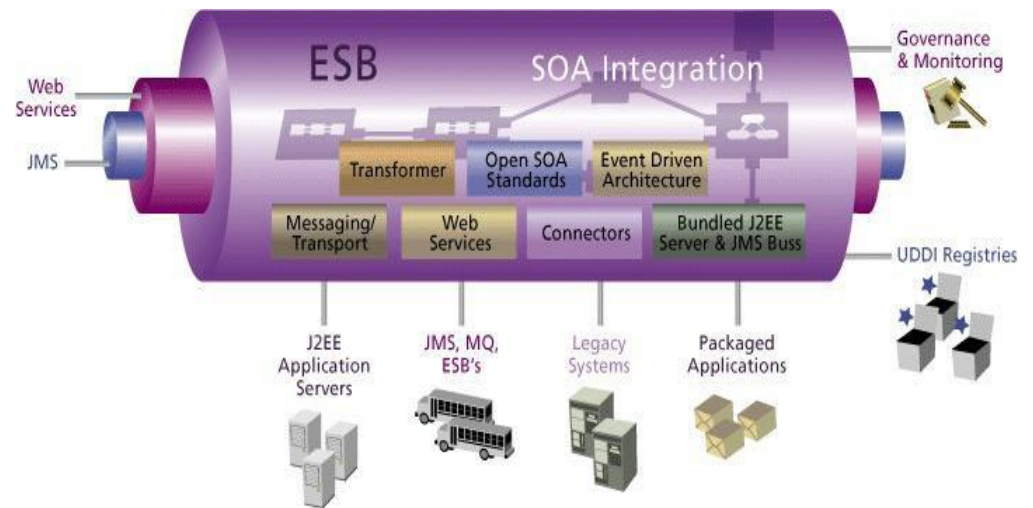 ESB
SOA Integration
Governance
& Monitoring
Web
Services
JMS
Transformer
Open SOA
Standards
Event Driven
Architecture
Messaging/
Transport
Web
Services
Connectors
Bundled J2EE
Server & JMS Buss
UDDI Registries
J2EE
Application
Servers
JMS, MQ,
ESB's
Legacy
Systems
Packaged
Applications